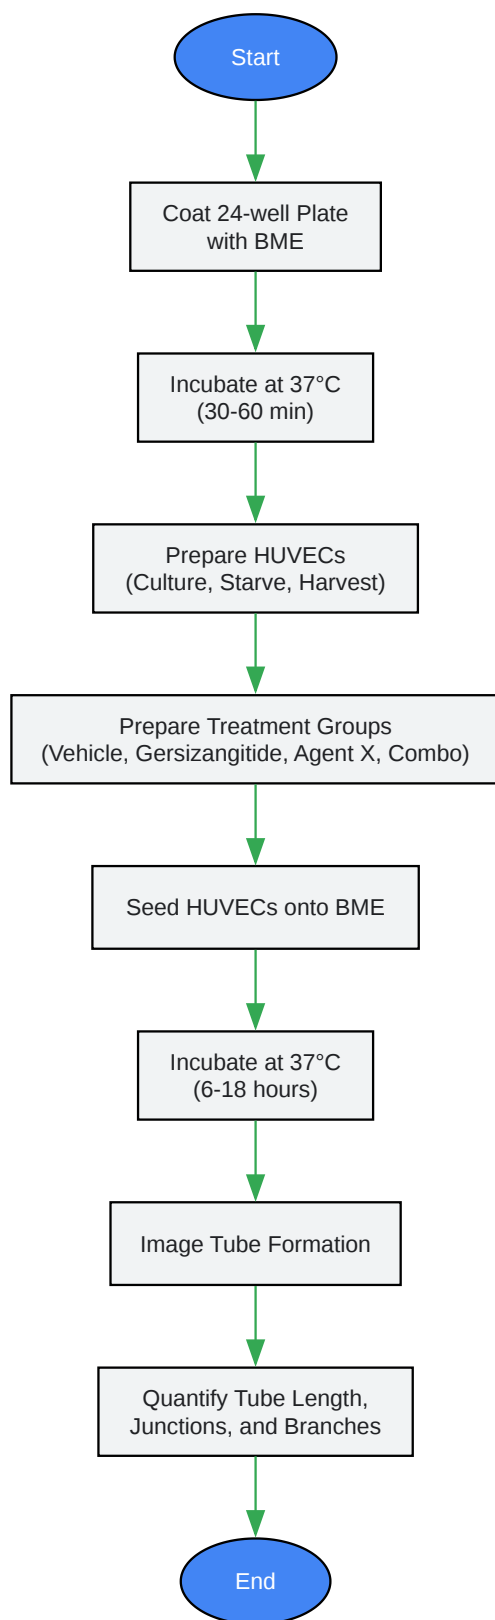 Start
Coat 24-well Plate
with BME
Incubate at 37°C
(30-60 min)
Prepare HUVECs
(Culture, Starve, Harvest)
Prepare Treatment Groups
(Vehicle, Gersizangitide, Agent X, Combo)
Seed HUVECs onto BME
Incubate at 37°C
(6-18 hours)
Image Tube Formation
Quantify Tube Length,
Junctions, and Branches
End